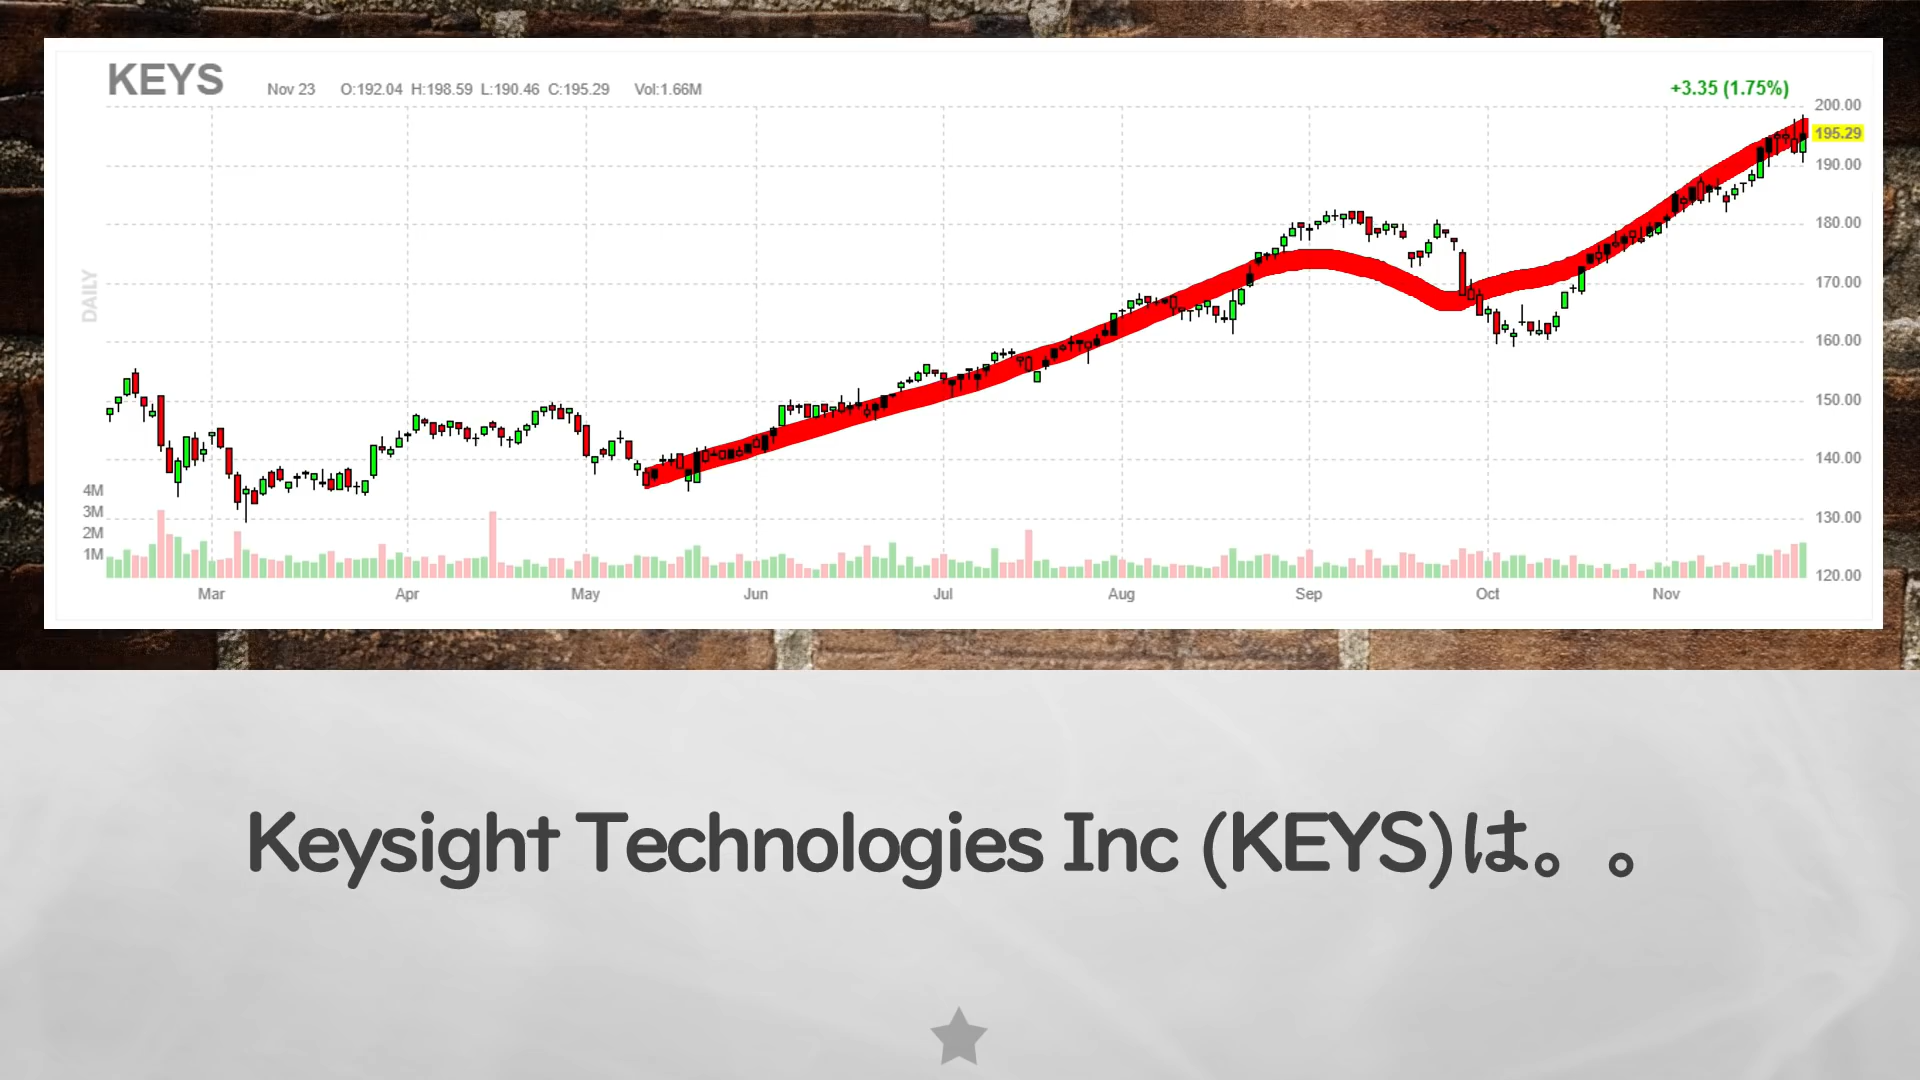 KEYS Nov 23 O:192.04 H:198.59 L:190.46 C:195.29 Vol:1.66M +3.35 (1.75%)
200.00
195.29
190.00
180.00
DAILY
170.00
160.00
150.00
140.00
4M
3M
130.00
2M
1M
120.00
Mar Apr May Jun Jul Aug Sep Oct Nov
Keysight Technologies Inc (KEYS)は。。